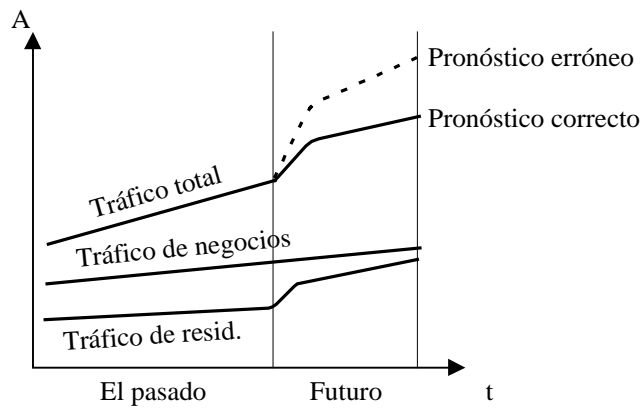 A
Pronóstico erróneo
Pronóstico correcto
Tráfico total
Tráfico de negocios
Tráfico de resid.
El pasado
Futuro
t